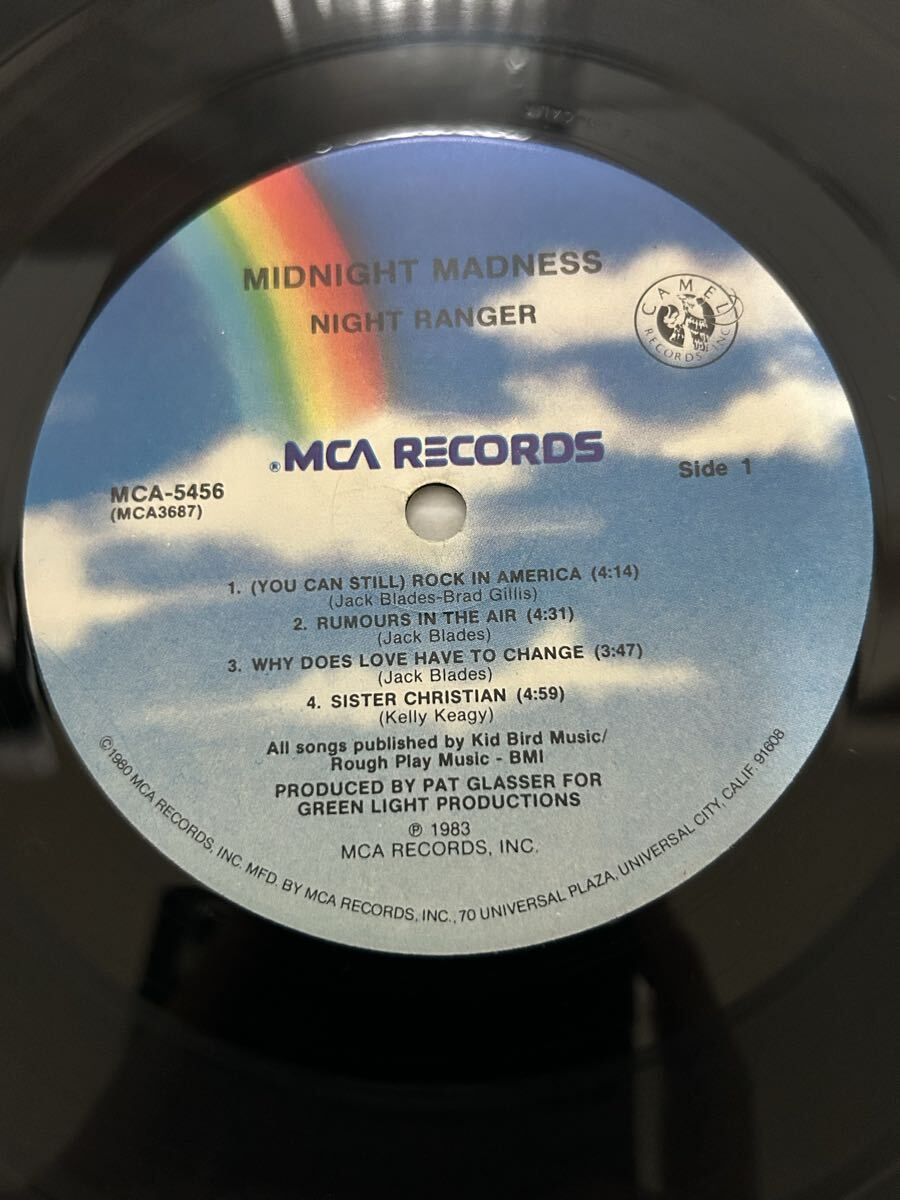 MIDNIGHT MADNESS
NIGHT RANGER
CAMEL
RECORDS, INC.
®MCA RECORDS
Side 1
MCA-5456
(MCA3687)
1. (YOU CAN STILL) ROCK IN AMERICA (4:14)
(Jack Blades-Brad Gillis)
2. RUMOURS IN THE AIR (4:31)
(Jack Blades)
3. WHY DOES LOVE HAVE TO CHANGE (3:47)
(Jack Blades)
4. SISTER CHRISTIAN (4:59)
(Kelly Keagy)
All songs published by Kid Bird Music/
Rough Play Music - BMI
PRODUCED BY PAT GLASSER FOR
GREEN LIGHT PRODUCTIONS
℗ 1983
MCA RECORDS, INC.
©1980 MCA RECORDS, INC. MFD. BY MCA RECORDS, INC., 70 UNIVERSAL PLAZA, UNIVERSAL CITY, CALIF. 91608